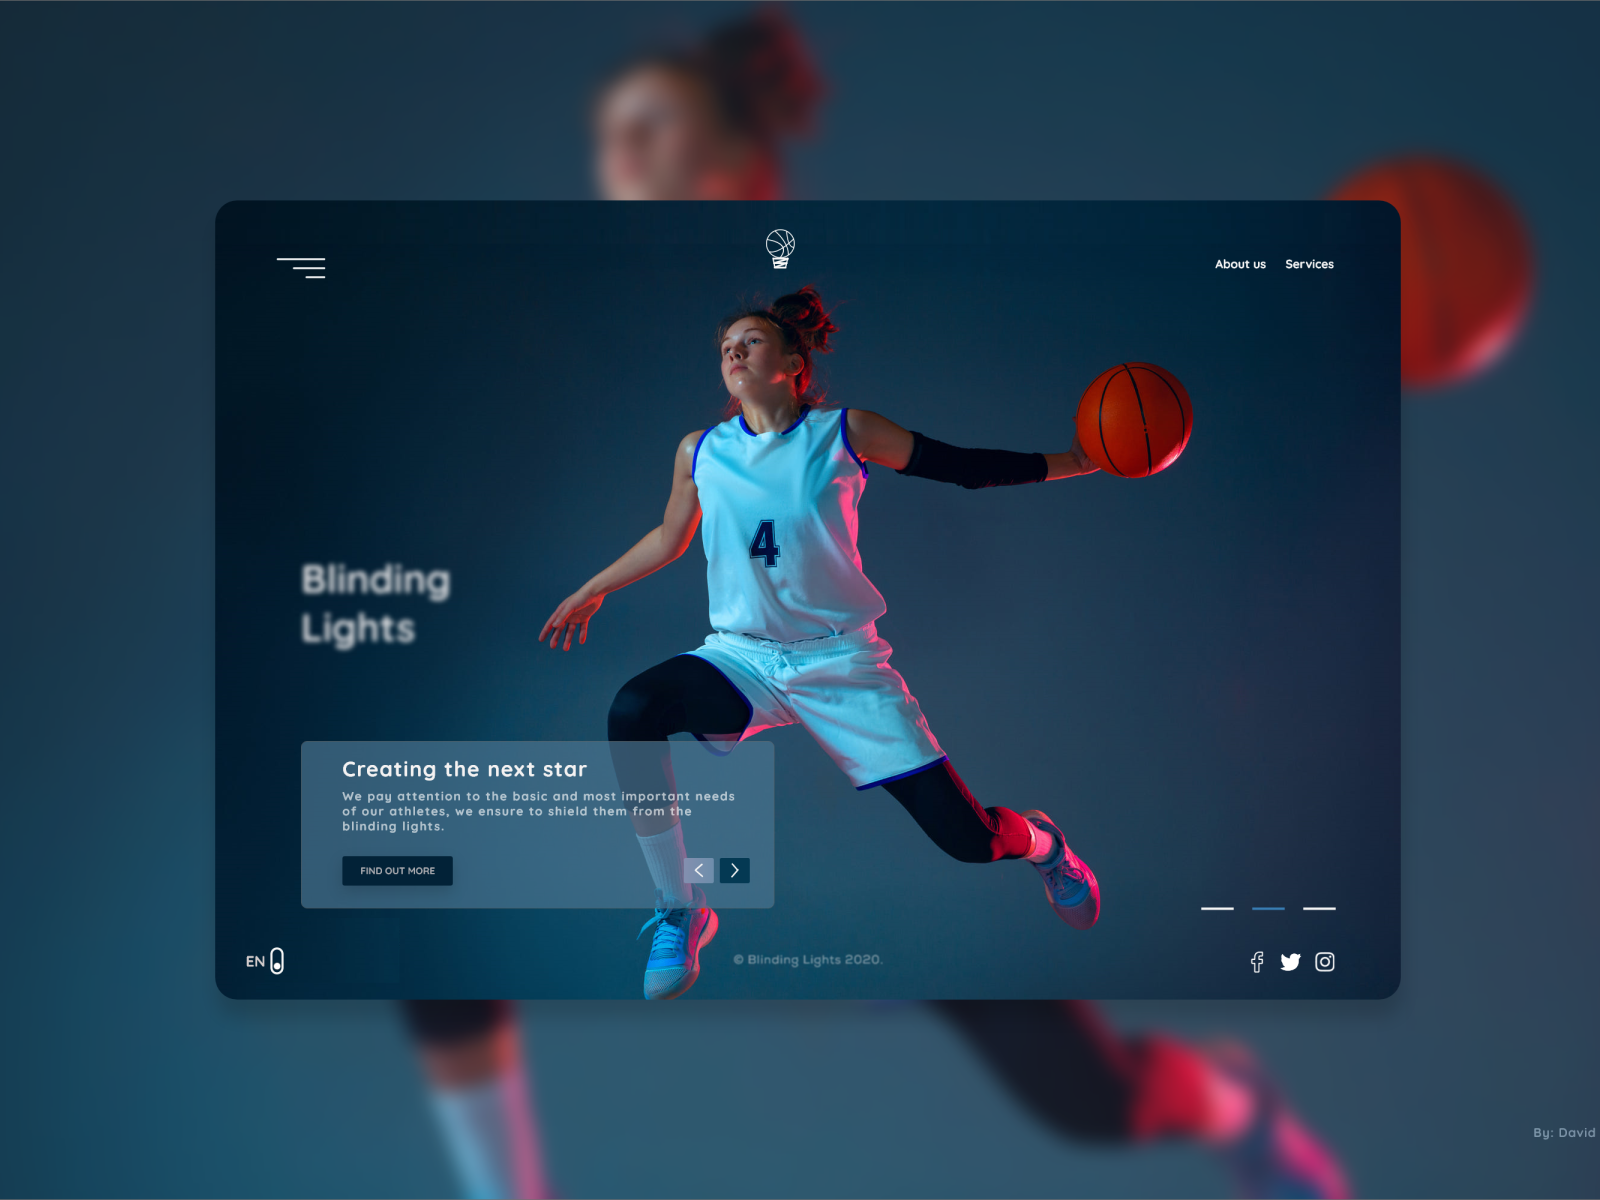 About us
Services
4
Blinding
Lights
Creating the next star
We pay attention to the basic and most important needs
of our athletes, we ensure to shield them from the
blinding lights.
FIND OUT MORE
EN
© Blinding Lights 2020.
By: David